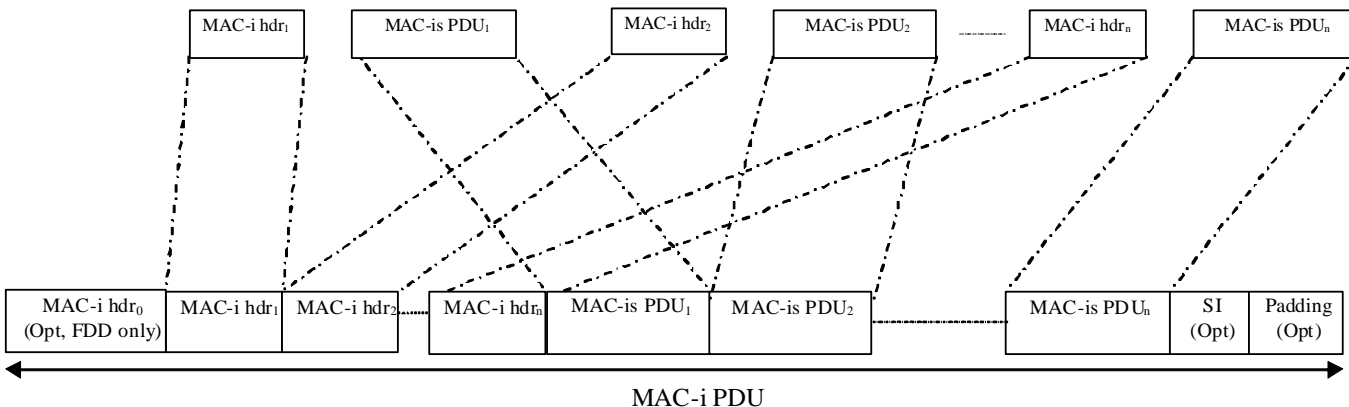 MAC-i hdr₁ MAC-is PDU₁ MAC-i hdr₂ MAC-is PDU₂ MAC-i hdrₙ MAC-is PDUₙ
MAC-i hdr₀ MAC-i hdr₁ MAC-i hdr₂ MAC-i hdrₙ MAC-is PDU₁ MAC-is PDU₂ MAC-is PDUₙ SI Padding
(Opt, FDD only) (Opt) (Opt)
MAC-i PDU